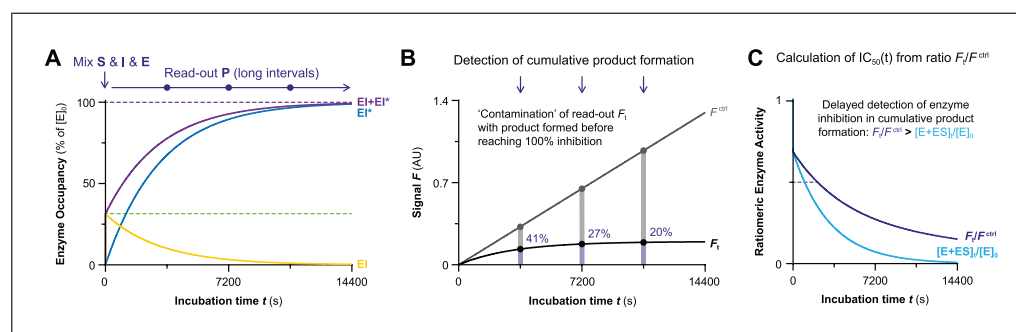 A
Mix S & I & E
Read-out P (long intervals)
Enzyme Occupancy (% of [E]₀)
100
50
0
EI+EI*
EI*
EI
0
7200
14400
Incubation time t (s)
B
Detection of cumulative product formation
Signal F (AU)
1.4
0.7
0
'Contamination' of read-out Fₜ
with product formed before
reaching 100% inhibition
F^ctrl
41%
27%
20%
Fₜ
0
7200
14400
Incubation time t (s)
C
Calculation of IC₅₀(t) from ratio Fₜ/F^ctrl
Ratiomeric Enzyme Activity
1
0
Delayed detection of enzyme
inhibition in cumulative product
formation: Fₜ/F^ctrl > [E+ES]ₜ/[E]₀
Fₜ/F^ctrl
[E+ES]ₜ/[E]₀
0
7200
14400
Incubation time t (s)